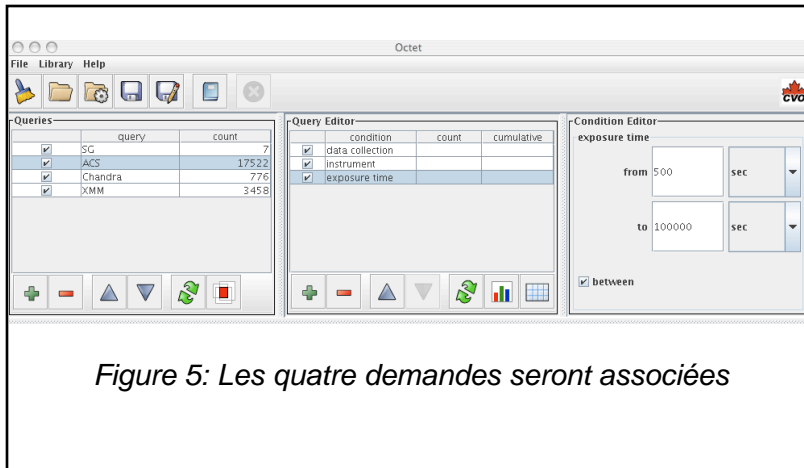 Octet
File Library Help
CVO
Queries
query count
SG 7
ACS 17522
Chandra 776
XMM 3458
Query Editor
condition count cumulative
data collection
instrument
exposure time
Condition Editor
exposure time
from 500 sec
to 100000 sec
between
Figure 5: Les quatre demandes seront associées